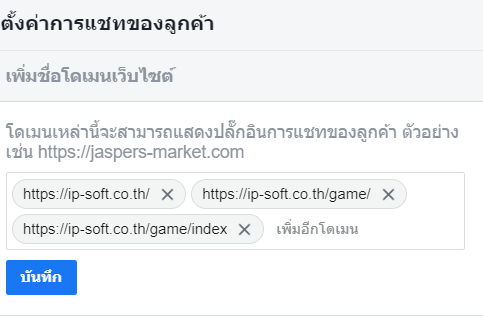 ตั้งค่าการแชทของลูกค้า
เพิ่มชื่อโดเมนเว็บไซต์
โดเมนเหล่านี้จะสามารถแสดงปลั๊กอินการแชทของลูกค้า ตัวอย่าง
เช่น https://jaspers-market.com
https://ip-soft.co.th/ https://ip-soft.co.th/game/
https://ip-soft.co.th/game/index เพิ่มอีกโดเมน
บันทึก